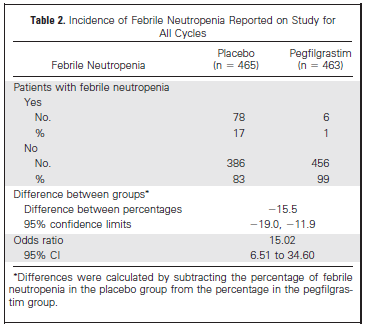 Table 2. Incidence of Febrile Neutropenia Reported on Study for
All Cycles
Febrile Neutropenia Placebo (n = 465) Pegfilgrastim (n = 463)
Patients with febrile neutropenia
Yes
No. 78 6
% 17 1
No
No. 386 456
% 83 99
Difference between groups*
Difference between percentages −15.5
95% confidence limits −19.0, −11.9
Odds ratio 15.02
95% CI 6.51 to 34.60
*Differences were calculated by subtracting the percentage of febrile
neutropenia in the placebo group from the percentage in the pegfilgras-
tim group.